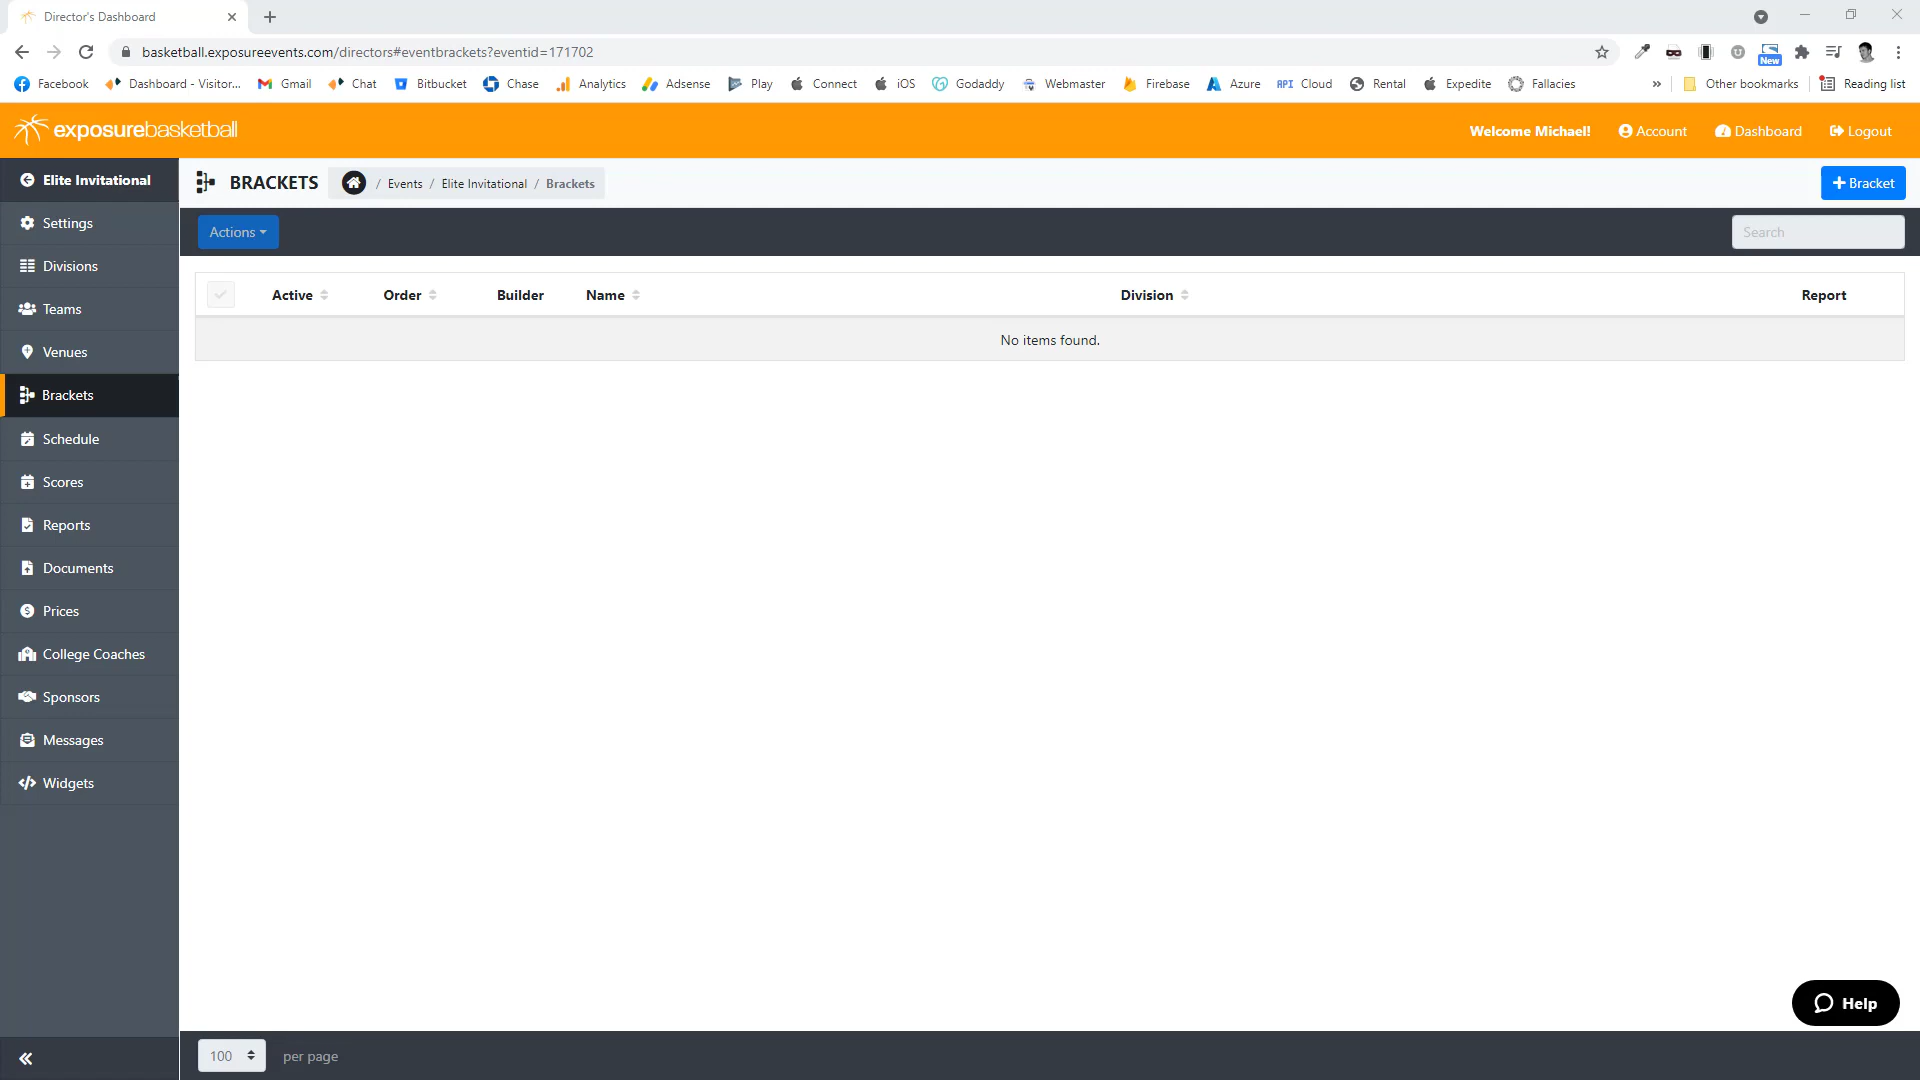 Director's Dashboard
basketball.exposureevents.com/directors#eventbrackets?eventid=171702
New
Facebook
Dashboard - Visitor...
Gmail
Chat
Bitbucket
Chase
Analytics
Adsense
Play
Connect
iOS
Godaddy
Webmaster
Firebase
Azure
API Cloud
Rental
Expedite
Fallacies
»
Other bookmarks
Reading list
exposurebasketball
Welcome Michael!
Account
Dashboard
Logout
Elite Invitational
BRACKETS
/ Events / Elite Invitational / Brackets
+ Bracket
Settings
Actions
Search
Divisions
Active
Order
Builder
Name
Division
Report
Teams
No items found.
Venues
Brackets
Schedule
Scores
Reports
Documents
Prices
College Coaches
Sponsors
Messages
Widgets
Help
100
per page